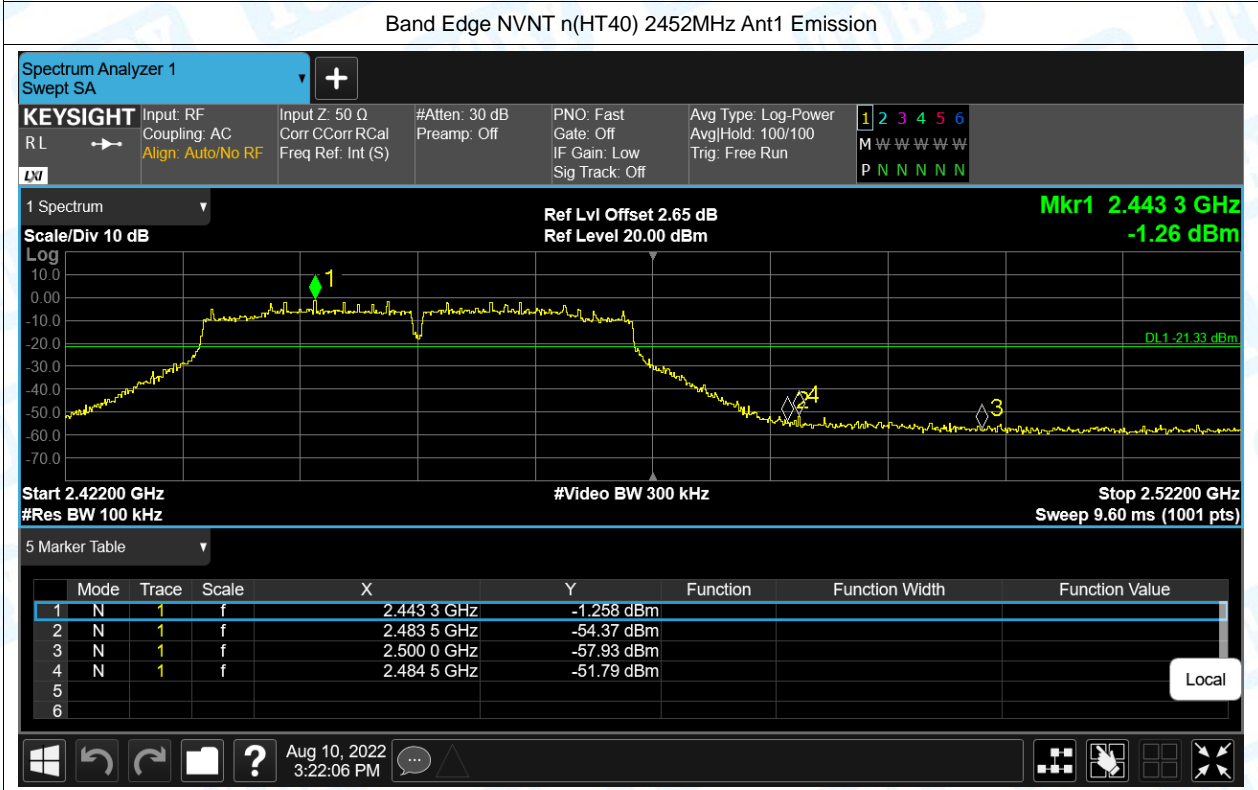 Band Edge NVNT n(HT40) 2452MHz Ant1 Emission
Spectrum Analyzer 1
Swept SA
KEYSIGHT Input: RF Input Z: 50 Ω #Atten: 30 dB PNO: Fast Avg Type: Log-Power 1 2 3 4 5 6
R L Coupling: AC Corr CCorr RCal Preamp: Off Gate: Off Avg|Hold: 100/100 M W W W W W
Align: Auto/No RF Freq Ref: Int (S) IF Gain: Low Trig: Free Run
LXI Sig Track: Off P N N N N N
1 Spectrum Ref Lvl Offset 2.65 dB Mkr1 2.443 3 GHz
Scale/Div 10 dB Ref Level 20.00 dBm -1.26 dBm
Log
10.0
1
0.00
-10.0
-20.0
DL1 -21.33 dBm
-30.0
-40.0
2 4
3
-50.0
-60.0
-70.0
Start 2.42200 GHz #Video BW 300 kHz Stop 2.52200 GHz
#Res BW 100 kHz Sweep 9.60 ms (1001 pts)
5 Marker Table
Mode Trace Scale X Y Function Function Width Function Value
1 N 1 f 2.443 3 GHz -1.258 dBm
2 N 1 f 2.483 5 GHz -54.37 dBm
3 N 1 f 2.500 0 GHz -57.93 dBm
4 N 1 f 2.484 5 GHz -51.79 dBm
5
6
Local
Aug 10, 2022
3:22:06 PM